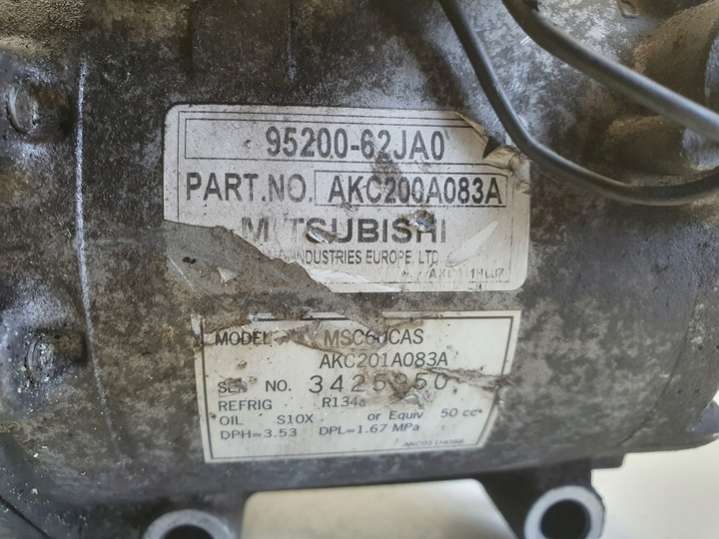 95200-62JA0
PART.NO. AKC200A083A
MITSUBISHI
INDUSTRIES EUROPE, LTD
MODEL MSC60CAS
AKC201A083A
NO.
REFRIG R134a
OIL S10X or Equiv 50 cc
DPH=3.53 DPL=1.67 MPa